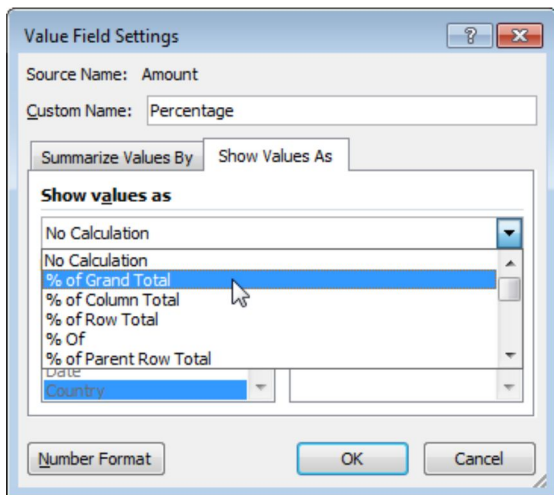 Value Field Settings
Source Name: Amount
Custom Name: Percentage
Summarize Values By Show Values As
Show values as
No Calculation
No Calculation
% of Grand Total
% of Column Total
% of Row Total
% Of
% of Parent Row Total
Date
Country
Number Format OK Cancel